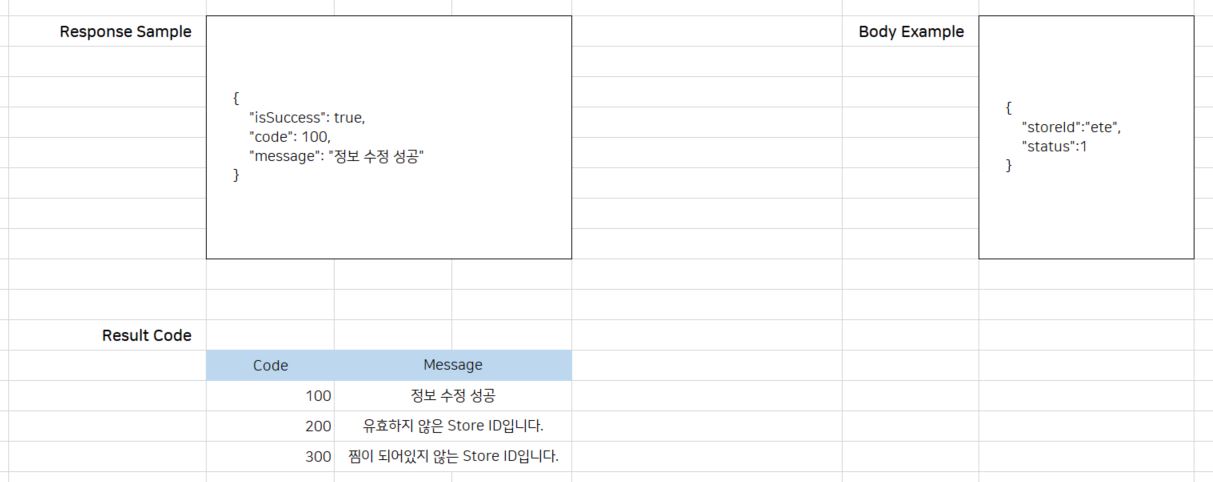 Response Sample
{
"isSuccess": true,
"code": 100,
"message": "정보 수정 성공"
}
Body Example
{
"storeId":"ete",
"status":1
}
Result Code
Code Message
100 정보 수정 성공
200 유효하지 않은 Store ID입니다.
300 찜이 되어있지 않는 Store ID입니다.